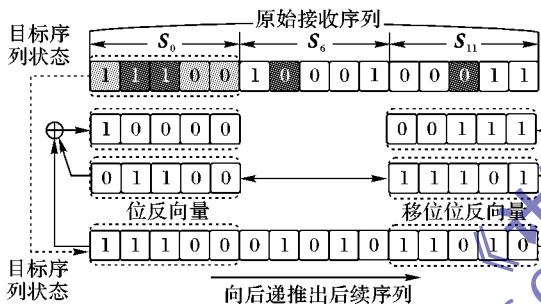 原始接收序列
目标序
列状态
S₀ S₆ S₁₁
1 1 1 0 0 1 0 0 0 1 0 0 0 1 1
1 0 0 0 0 0 0 1 1 1
0 1 1 0 0 1 1 1 0 1
位反向量 移位位反向量
1 1 1 0 0 0 1 0 1 0 1 1 0 1 0
目标序
列状态
向后递推出后续序列